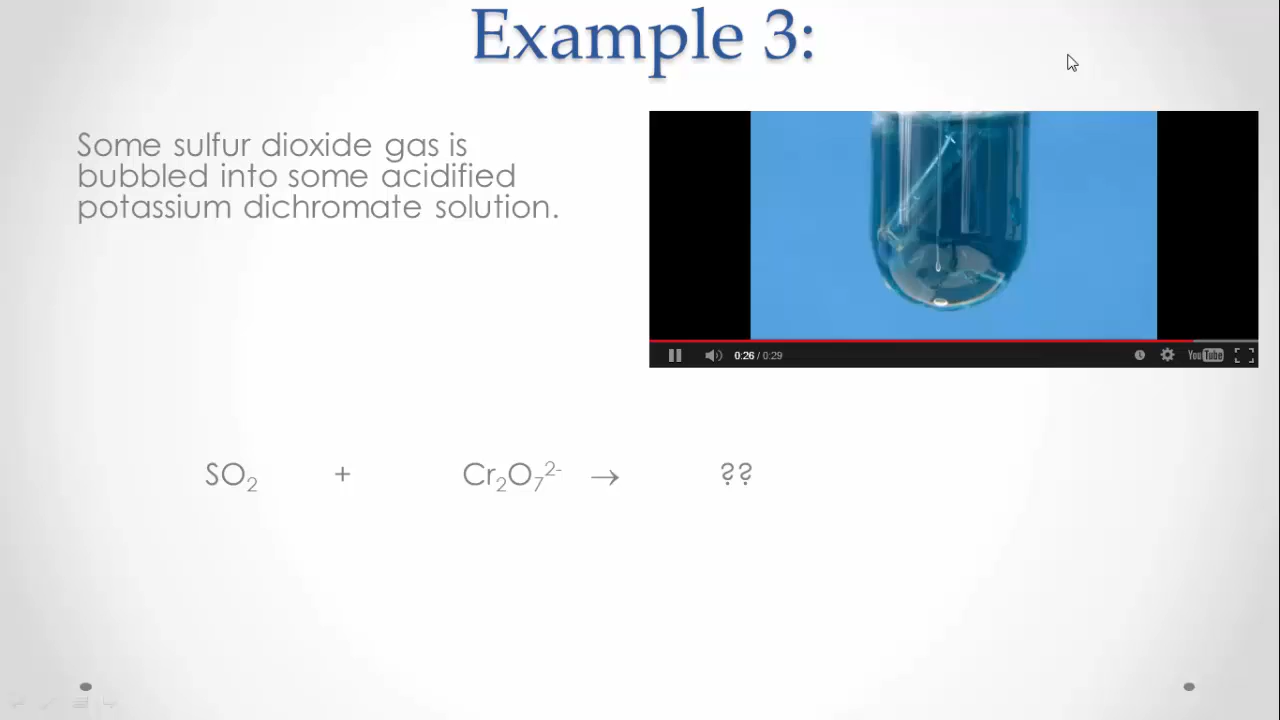 Example 3:
Some sulfur dioxide gas is
bubbled into some acidified
potassium dichromate solution.
0:26 / 0:29
YouTube
SO₂ + Cr₂O₇²⁻ → ??